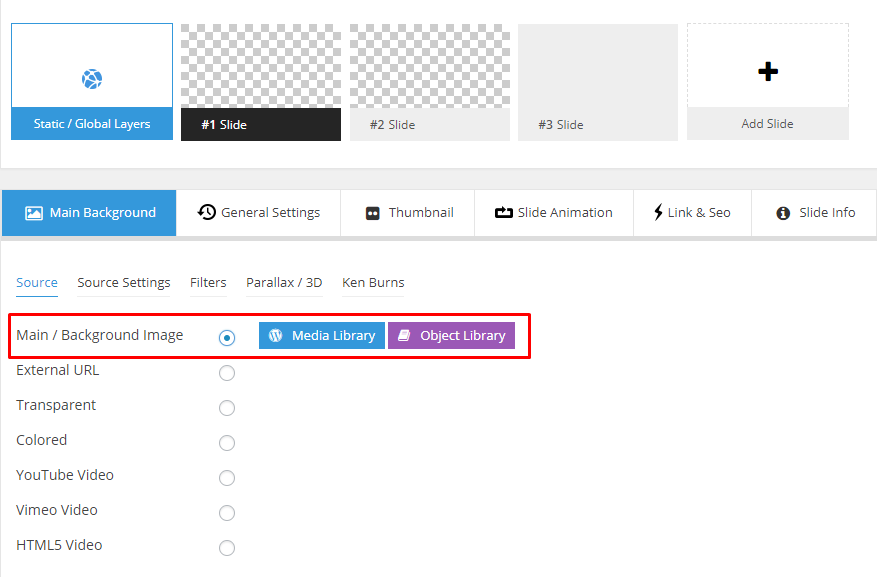 Static / Global Layers
#1 Slide
#2 Slide
#3 Slide
Add Slide
Main Background
General Settings
Thumbnail
Slide Animation
Link & Seo
Slide Info
Source
Source Settings
Filters
Parallax / 3D
Ken Burns
Main / Background Image
Media Library
Object Library
External URL
Transparent
Colored
YouTube Video
Vimeo Video
HTML5 Video